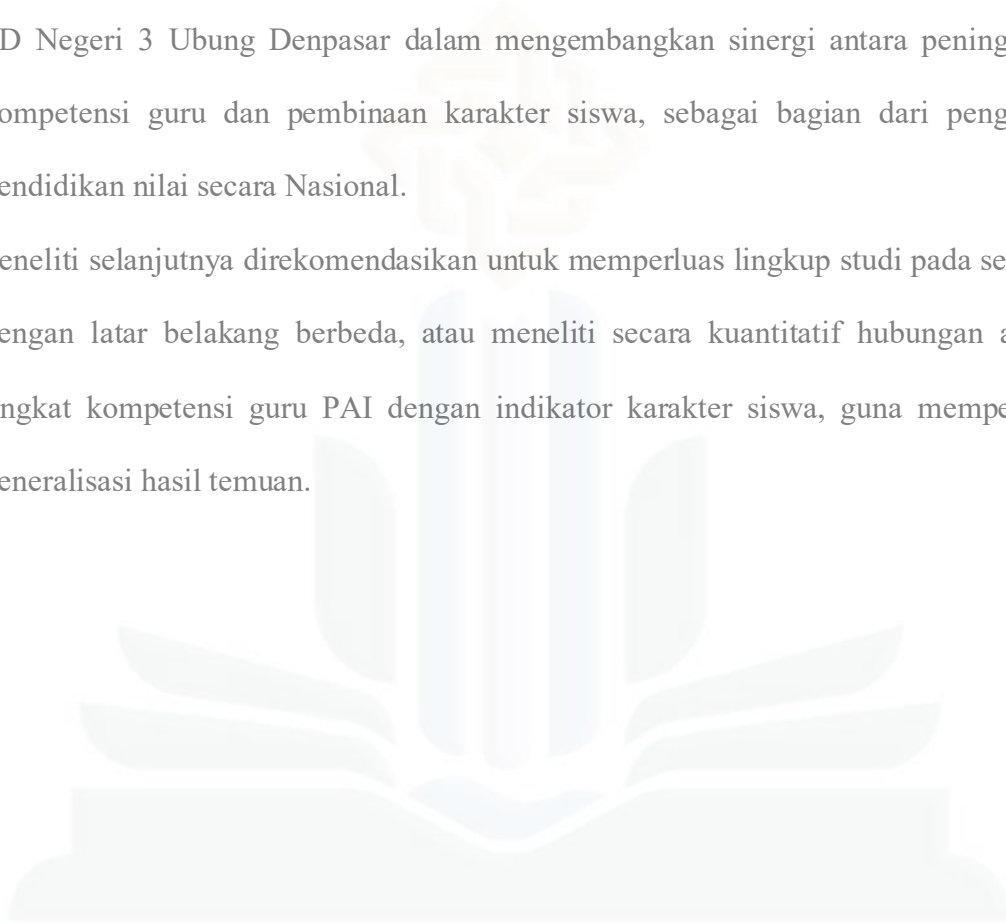 D Negeri 3 Ubung Denpasar dalam mengembangkan sinergi antara pening
ompetensi guru dan pembinaan karakter siswa, sebagai bagian dari peng
endidikan nilai secara Nasional.
eneliti selanjutnya direkomendasikan untuk memperluas lingkup studi pada se
engan latar belakang berbeda, atau meneliti secara kuantitatif hubungan a
ngkat kompetensi guru PAI dengan indikator karakter siswa, guna mempe
eneralisasi hasil temuan.